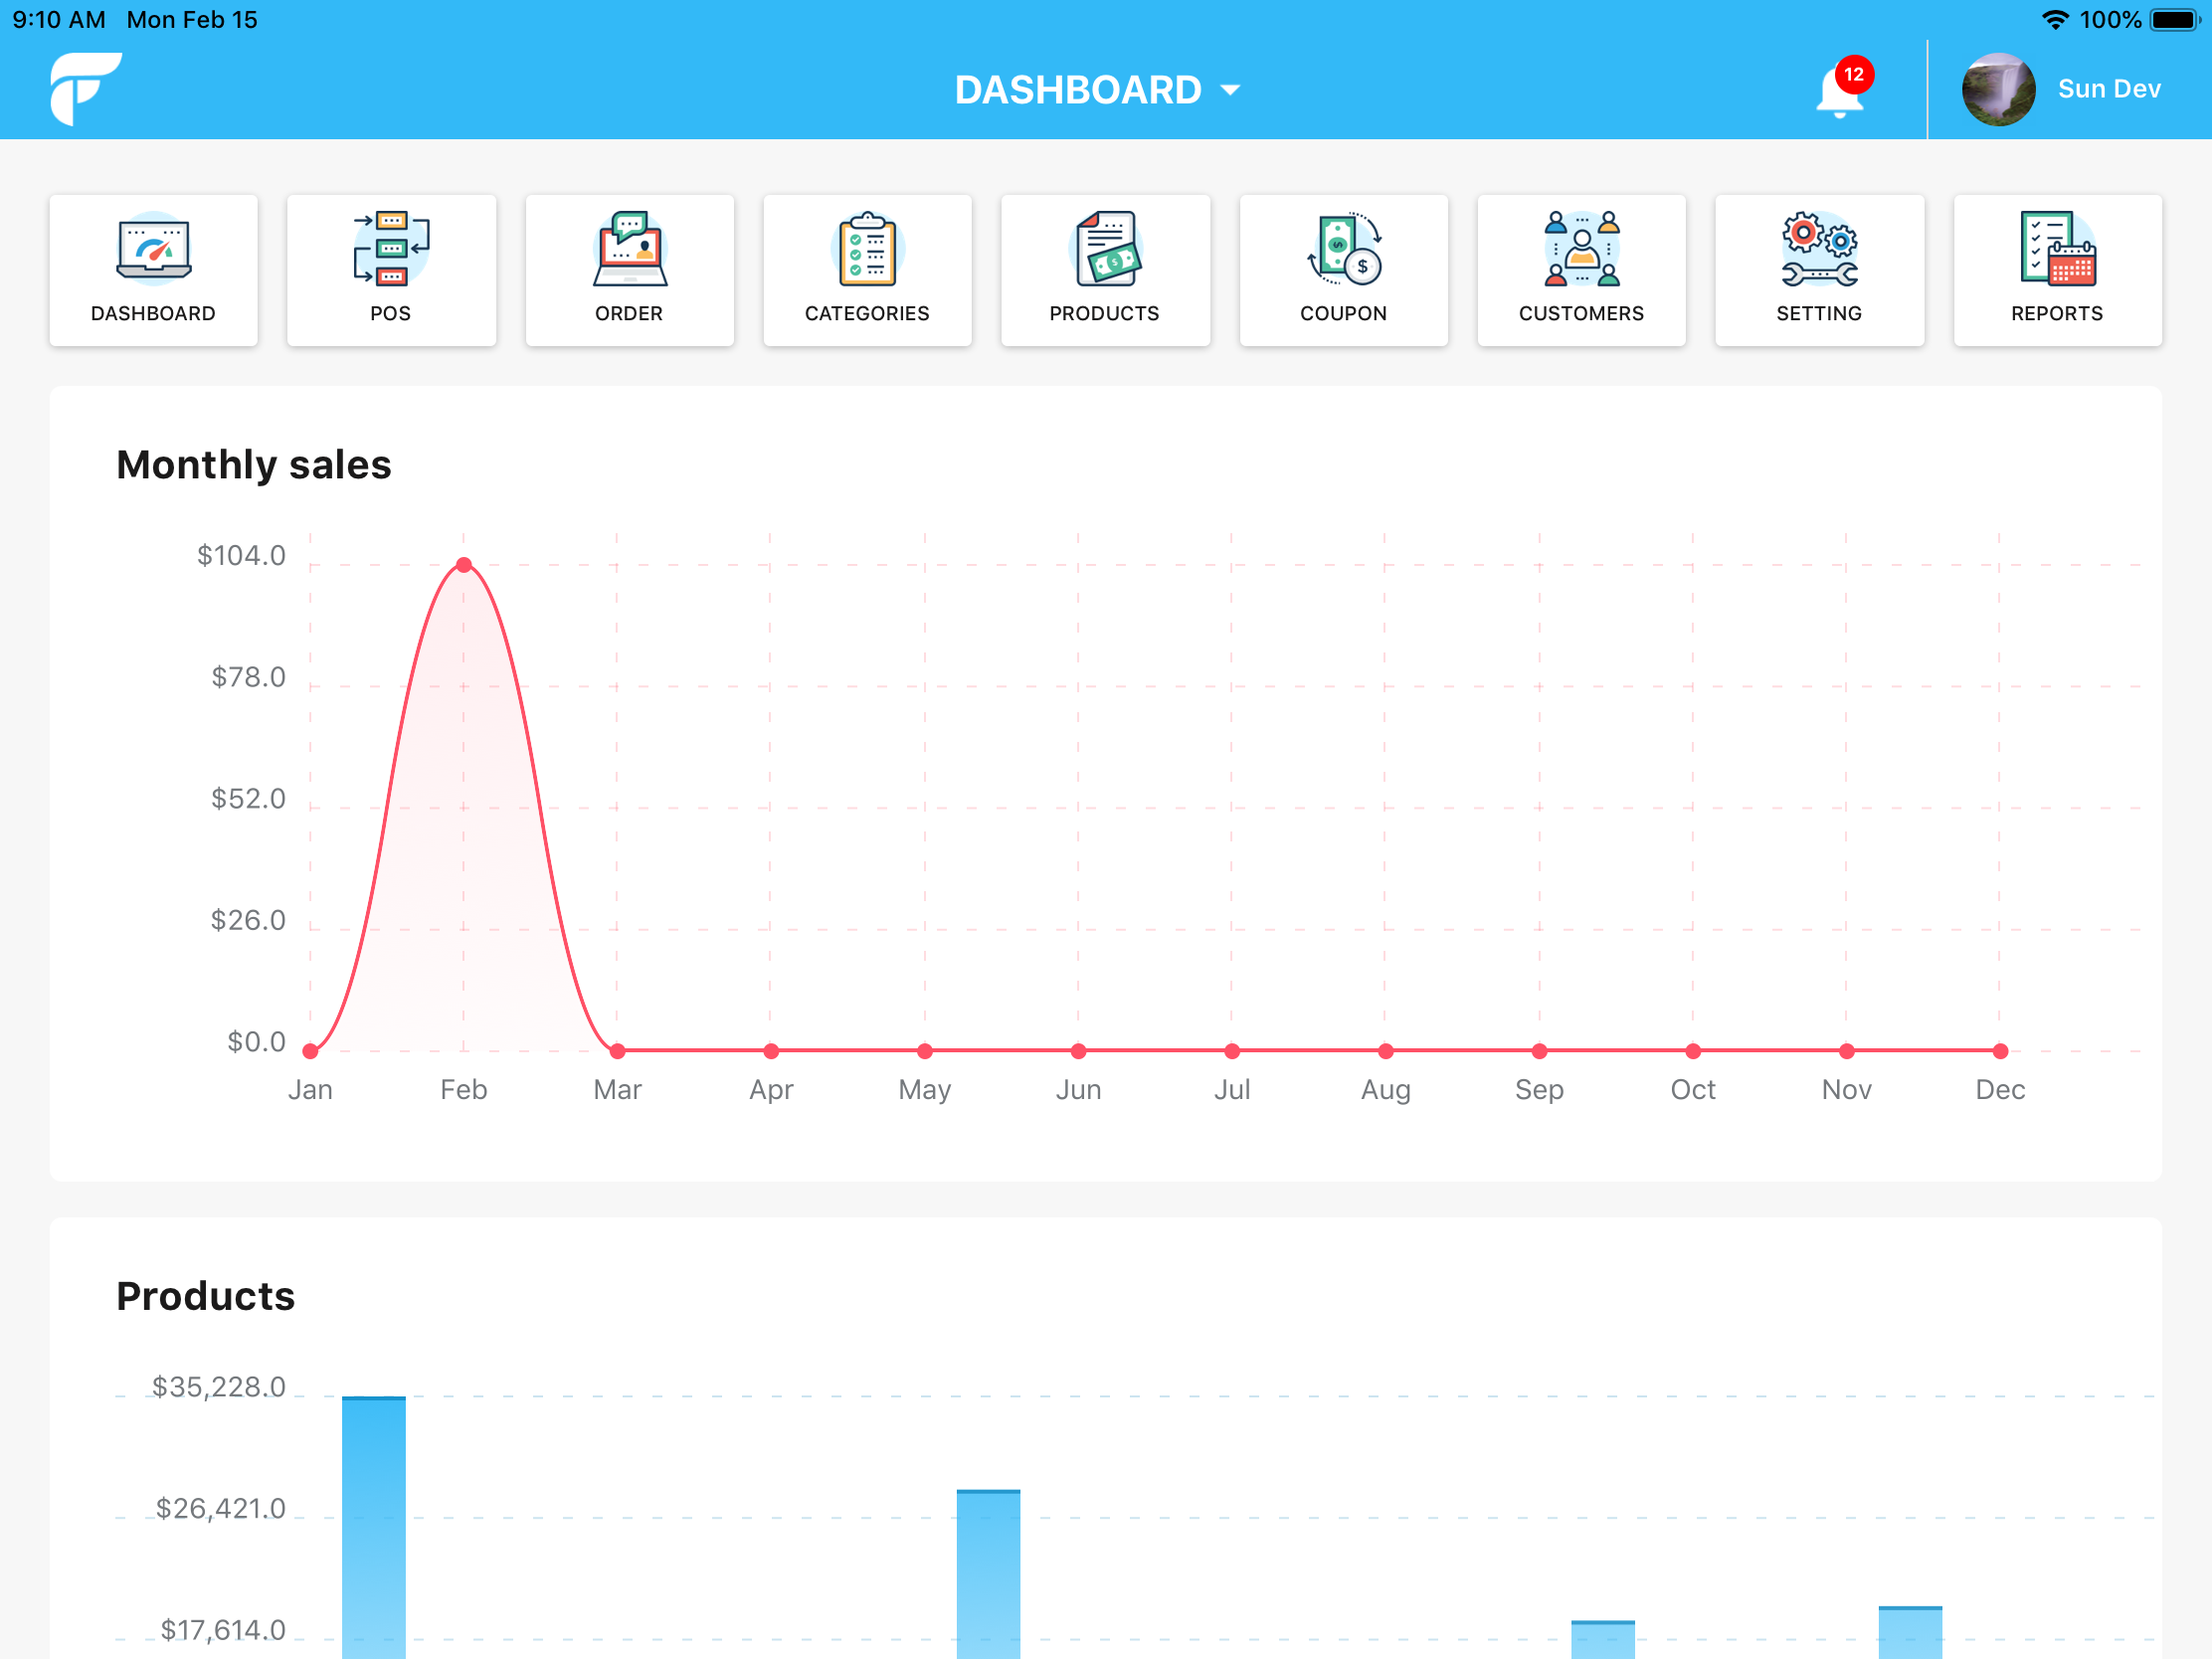 9:10 AM Mon Feb 15 100%
DASHBOARD 12 Sun Dev
DASHBOARD POS ORDER CATEGORIES PRODUCTS COUPON CUSTOMERS SETTING REPORTS
Monthly sales
$104.0
$78.0
$52.0
$26.0
$0.0
Jan Feb Mar Apr May Jun Jul Aug Sep Oct Nov Dec
Products
$35,228.0
$26,421.0
$17,614.0